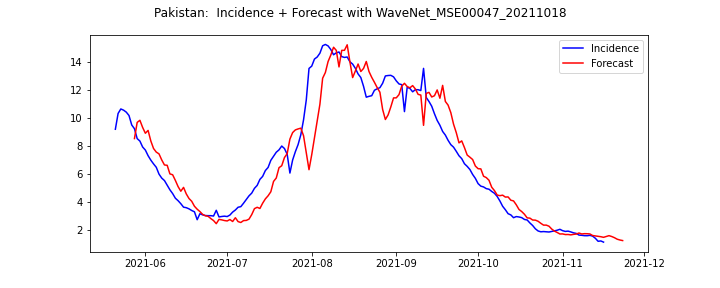 Pakistan:  Incidence + Forecast with WaveNet_MSE00047_20211018
Incidence
Forecast
14
12
10
8
6
4
2
2021-06 2021-07 2021-08 2021-09 2021-10 2021-11 2021-12